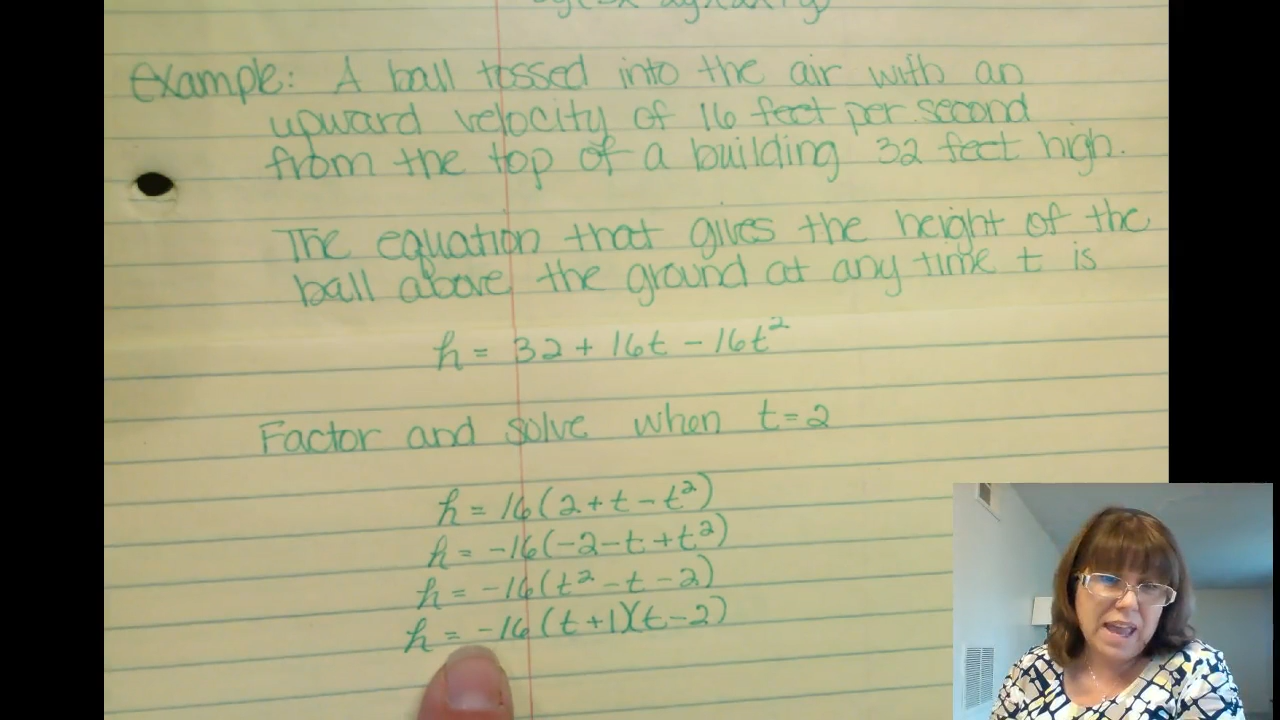 example: A ball tossed into the air with an
upward velocity of 16 feet per second
from the top of a building 32 feet high.
The equation that gives the height of the
ball above the ground at any time t is
h = 32 + 16t - 16t²
Factor and solve when t=2
h = 16(2+t-t²)
h = -16(-2-t+t²)
h = -16(t²-t-2)
h = -16(t+1)(t-2)